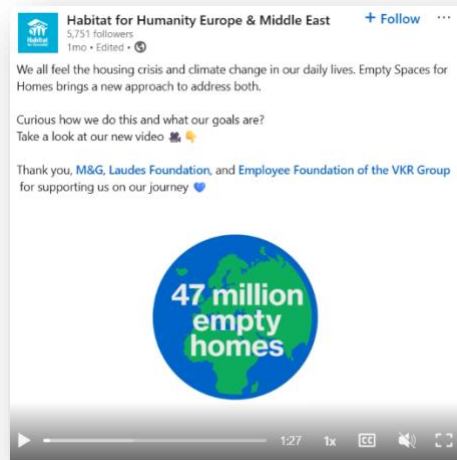 Habitat for Humanity Europe & Middle East
+ Follow ...
5,751 followers
1mo • Edited •
We all feel the housing crisis and climate change in our daily lives. Empty Spaces for
Homes brings a new approach to address both.
Curious how we do this and what our goals are?
Take a look at our new video 🎥 👇
Thank you, M&G, Laudes Foundation, and Employee Foundation of the VKR Group
for supporting us on our journey 💙
47 million
empty
homes
1:27 1x CC